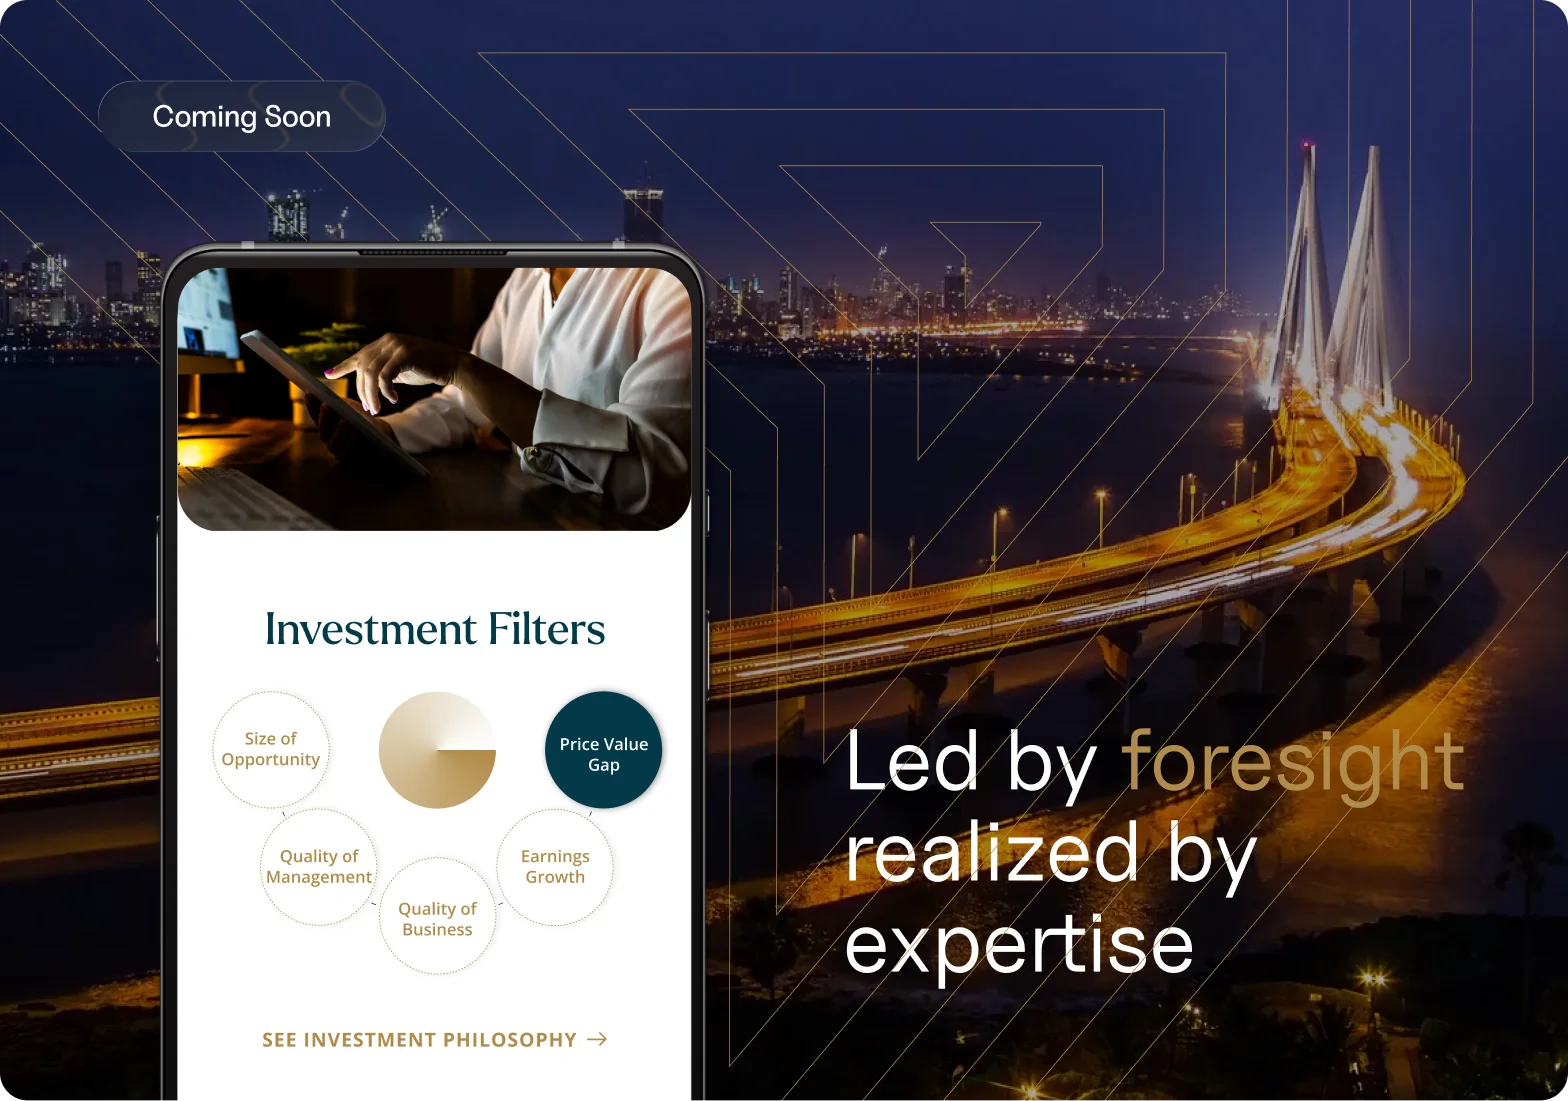 Coming Soon
Investment Filters
Size of
Opportunity
Price Value
Gap
Quality of
Management
Earnings
Growth
Quality of
Business
SEE INVESTMENT PHILOSOPHY →
Led by foresight
realized by
expertise